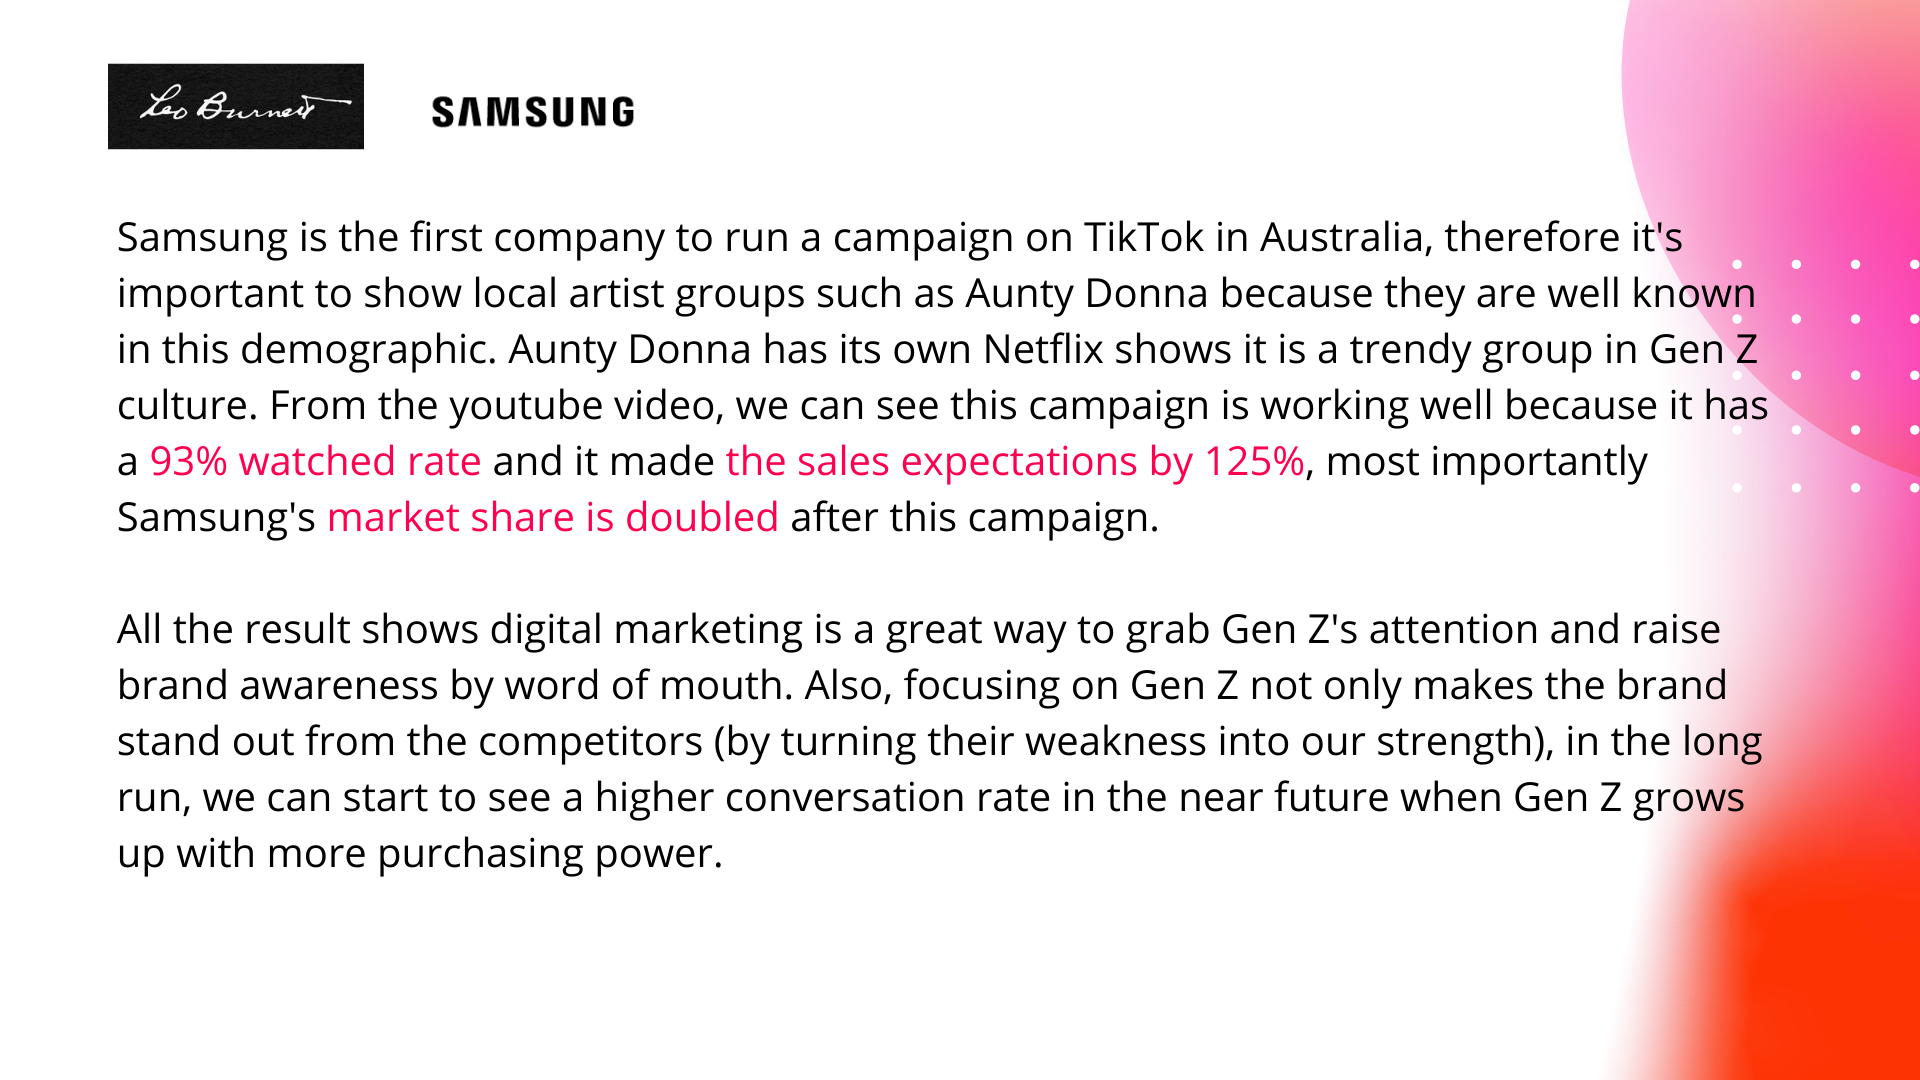 Leo Burnett
SAMSUNG
Samsung is the first company to run a campaign on TikTok in Australia, therefore it's
important to show local artist groups such as Aunty Donna because they are well known
in this demographic. Aunty Donna has its own Netflix shows it is a trendy group in Gen Z
culture. From the youtube video, we can see this campaign is working well because it has
a 93% watched rate and it made the sales expectations by 125%, most importantly
Samsung's market share is doubled after this campaign.
All the result shows digital marketing is a great way to grab Gen Z's attention and raise
brand awareness by word of mouth. Also, focusing on Gen Z not only makes the brand
stand out from the competitors (by turning their weakness into our strength), in the long
run, we can start to see a higher conversation rate in the near future when Gen Z grows
up with more purchasing power.